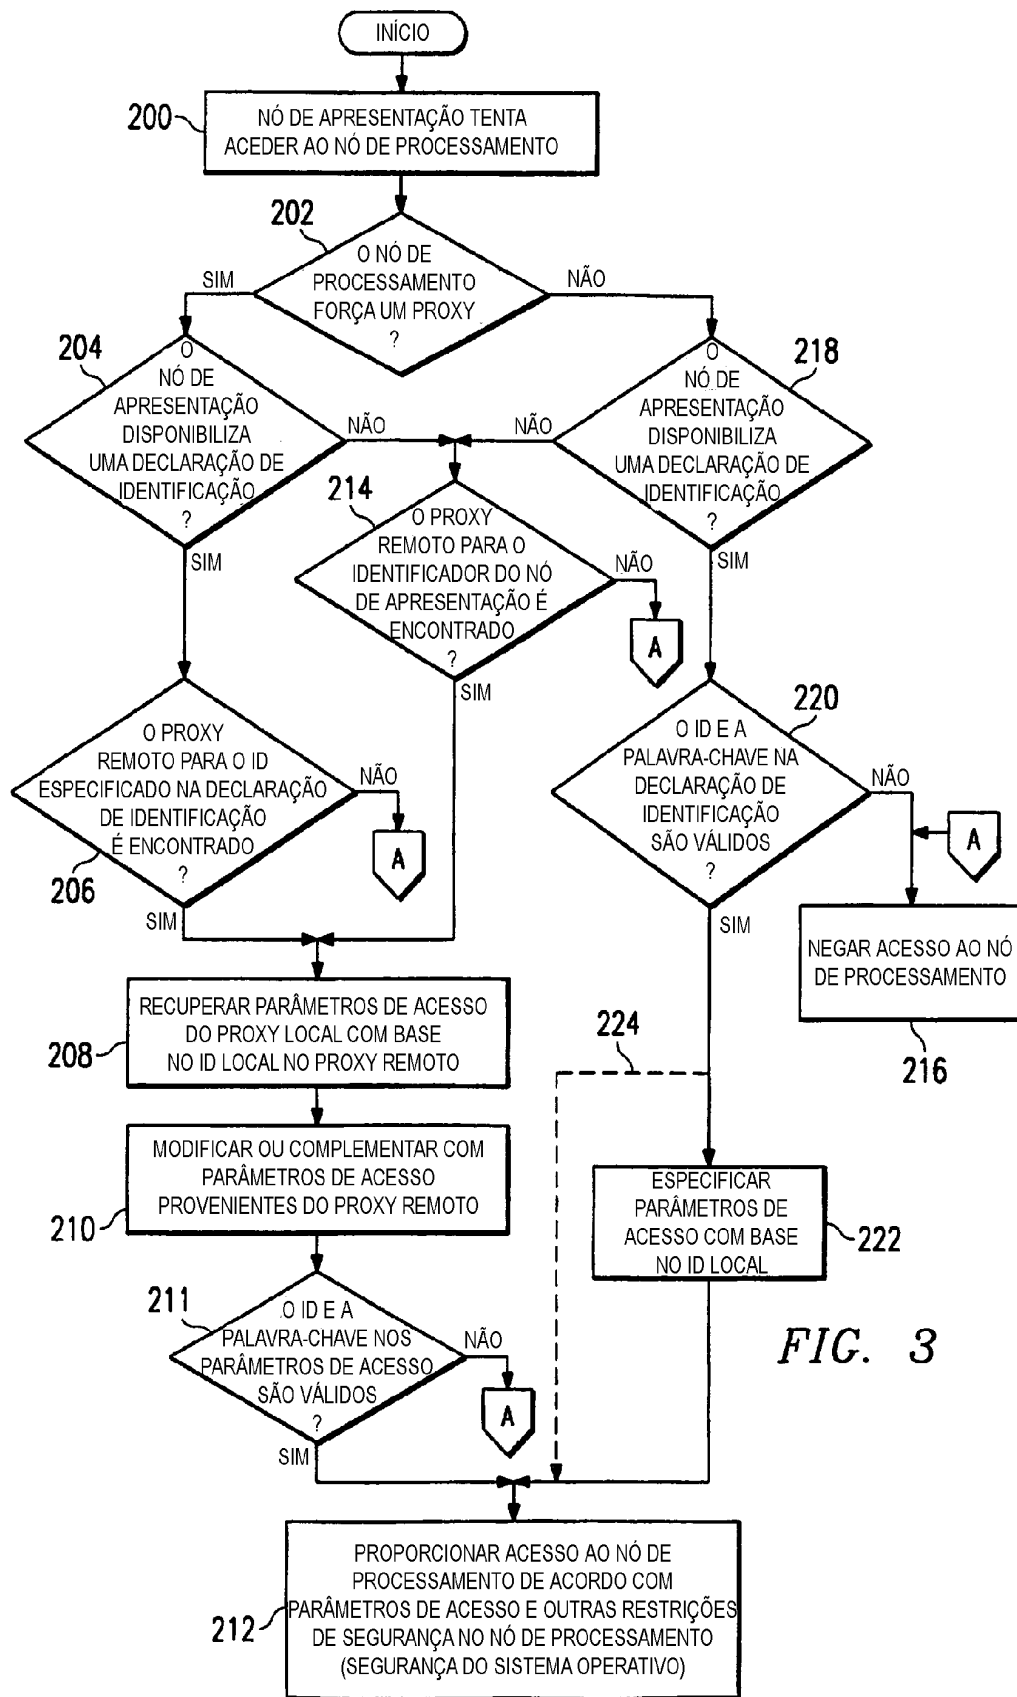 INÍCIO
200
NÓ DE APRESENTAÇÃO TENTA
ACEDER AO NÓ DE PROCESSAMENTO
202
O NÓ DE
PROCESSAMENTO
FORÇA UM PROXY
?
SIM
NÃO
204
O
NÓ DE
APRESENTAÇÃO
DISPONIBILIZA
UMA DECLARAÇÃO DE
IDENTIFICAÇÃO
?
NÃO
SIM
218
O
NÓ DE
APRESENTAÇÃO
DISPONIBILIZA
UMA DECLARAÇÃO DE
IDENTIFICAÇÃO
?
NÃO
SIM
214
O PROXY
REMOTO PARA O
IDENTIFICADOR DO NÓ
DE APRESENTAÇÃO É
ENCONTRADO
?
NÃO
A
SIM
206
O PROXY
REMOTO PARA O ID
ESPECIFICADO NA DECLARAÇÃO
DE IDENTIFICAÇÃO
É ENCONTRADO
?
NÃO
A
SIM
220
O ID E A
PALAVRA-CHAVE NA
DECLARAÇÃO DE
IDENTIFICAÇÃO
SÃO VÁLIDOS
?
NÃO
A
SIM
NEGAR ACESSO AO NÓ
DE PROCESSAMENTO
216
208
RECUPERAR PARÂMETROS DE ACESSO
DO PROXY LOCAL COM BASE
NO ID LOCAL NO PROXY REMOTO
224
210
MODIFICAR OU COMPLEMENTAR COM
PARÂMETROS DE ACESSO
PROVENIENTES DO PROXY REMOTO
ESPECIFICAR
PARÂMETROS DE
ACESSO COM BASE
NO ID LOCAL
222
211
O ID E A
PALAVRA-CHAVE NOS
PARÂMETROS DE ACESSO
SÃO VÁLIDOS
?
NÃO
A
SIM
FIG. 3
212
PROPORCIONAR ACESSO AO NÓ DE
PROCESSAMENTO DE ACORDO COM
PARÂMETROS DE ACESSO E OUTRAS RESTRIÇÕES
DE SEGURANÇA NO NÓ DE PROCESSAMENTO
(SEGURANÇA DO SISTEMA OPERATIVO)